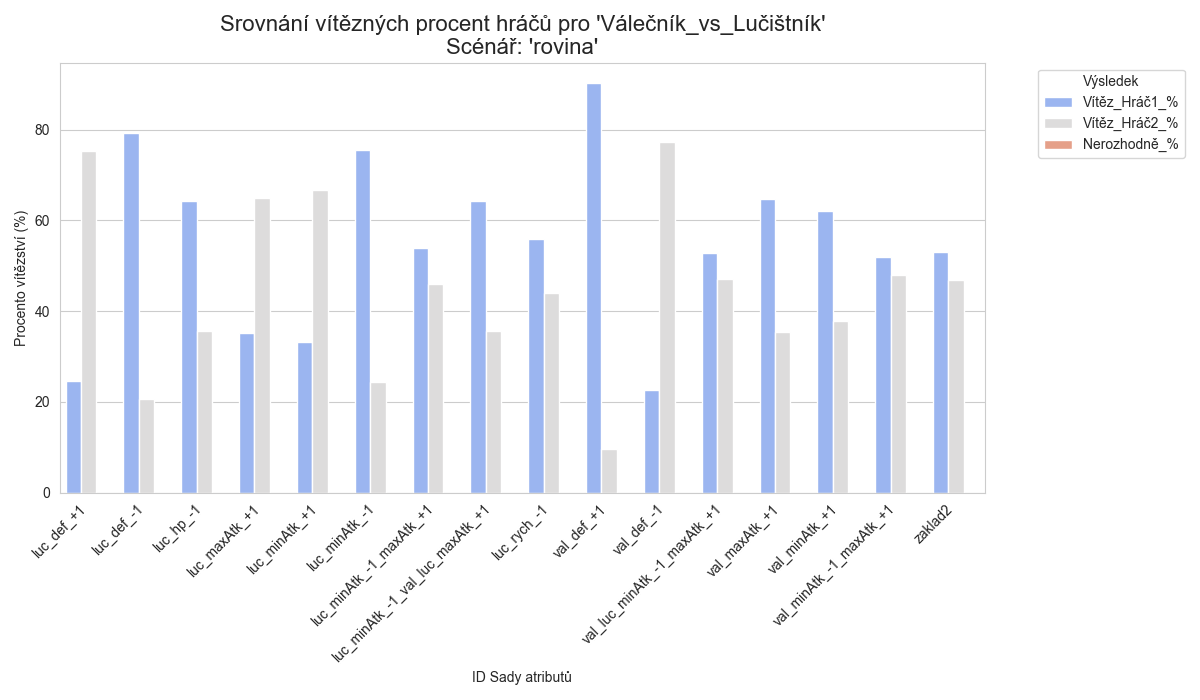 Srovnání vítězných procent hráčů pro 'Válečník_vs_Lučištník'
Scénář: 'rovina'
Výsledek
Vítěz_Hráč1_%
Vítěz_Hráč2_%
Nerozhodně_%
Procento vítězství (%)
80
60
40
20
0
luc_def_+1
luc_def_-1
luc_hp_-1
luc_maxAtk_+1
luc_minAtk_+1
luc_minAtk_-1
luc_minAtk_-1_maxAtk_+1
luc_minAtk_-1_val_luc_maxAtk_+1
luc_rych_-1
val_def_+1
val_def_-1
val_luc_minAtk_-1_maxAtk_+1
val_maxAtk_+1
val_minAtk_+1
val_minAtk_-1_maxAtk_+1
zaklad2
ID Sady atributů